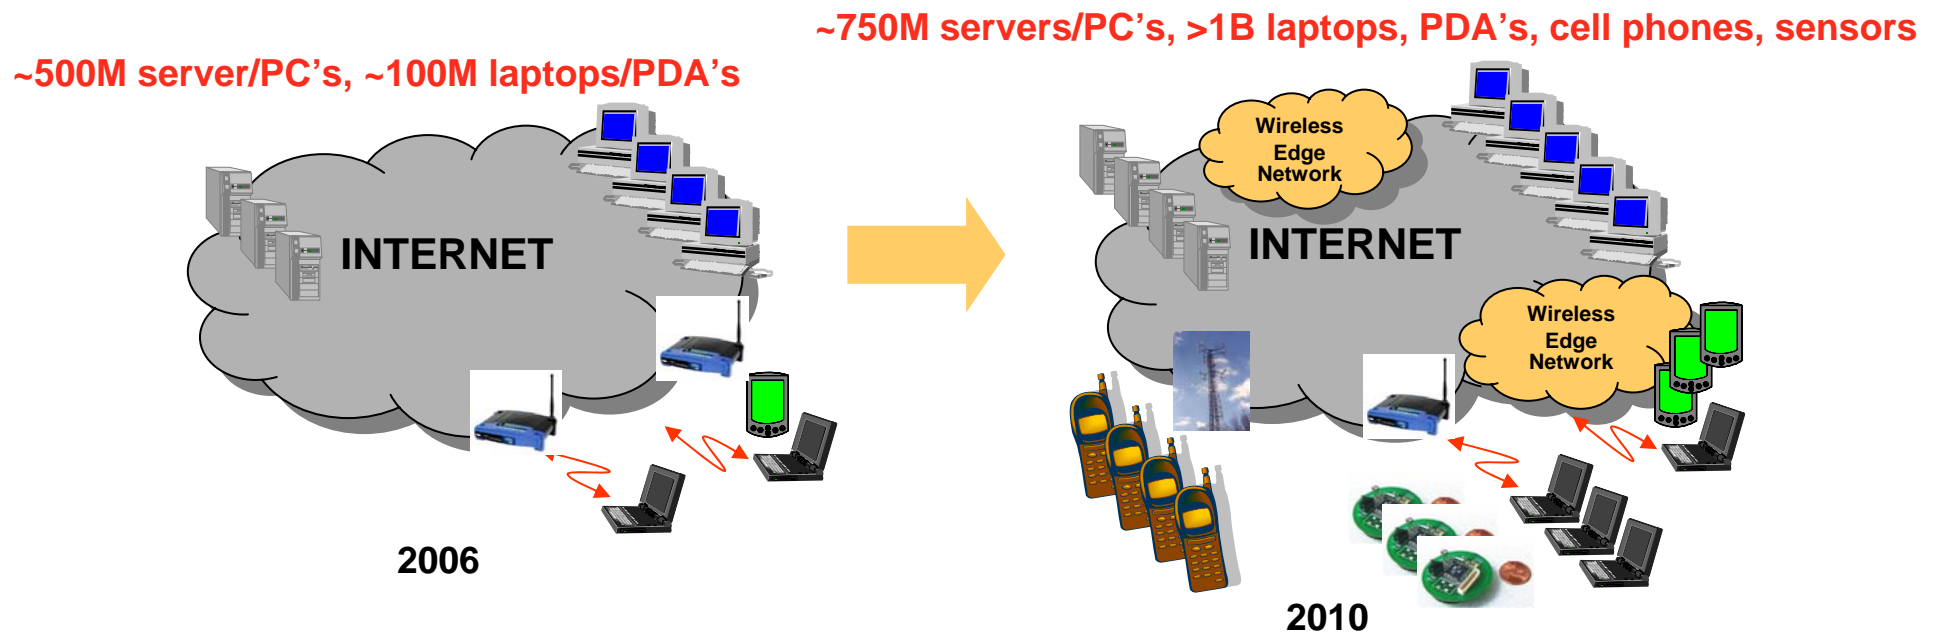 ~750M servers/PC's, >1B laptops, PDA's, cell phones, sensors
~500M server/PC's, ~100M laptops/PDA's
INTERNET
2006
Wireless
Edge
Network
INTERNET
Wireless
Edge
Network
2010